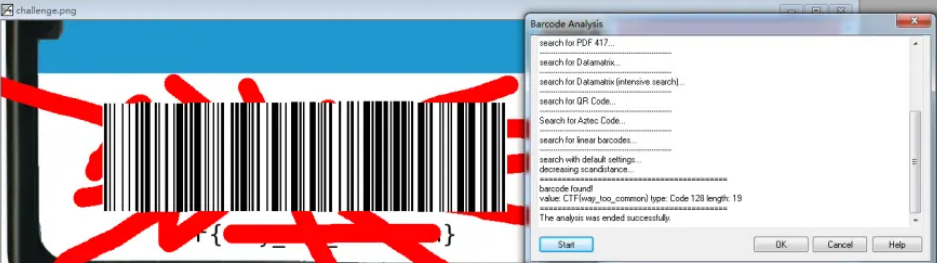 challenge.png
Barcode Analysis
search for PDF 417...
------------------------------------------------
search for Datamatrix...
------------------------------------------------
search for Datamatrix (intensive search)...
------------------------------------------------
search for QR Code...
------------------------------------------------
Search for Aztec Code...
------------------------------------------------
search for linear barcodes...
------------------------------------------------
search with default settings...
decreasing scandistance...
==========================================
barcode found!
value: CTF{way_too_common} type: Code 128 length: 19
==========================================
The analysis was ended successfully.
Start
OK
Cancel
Help